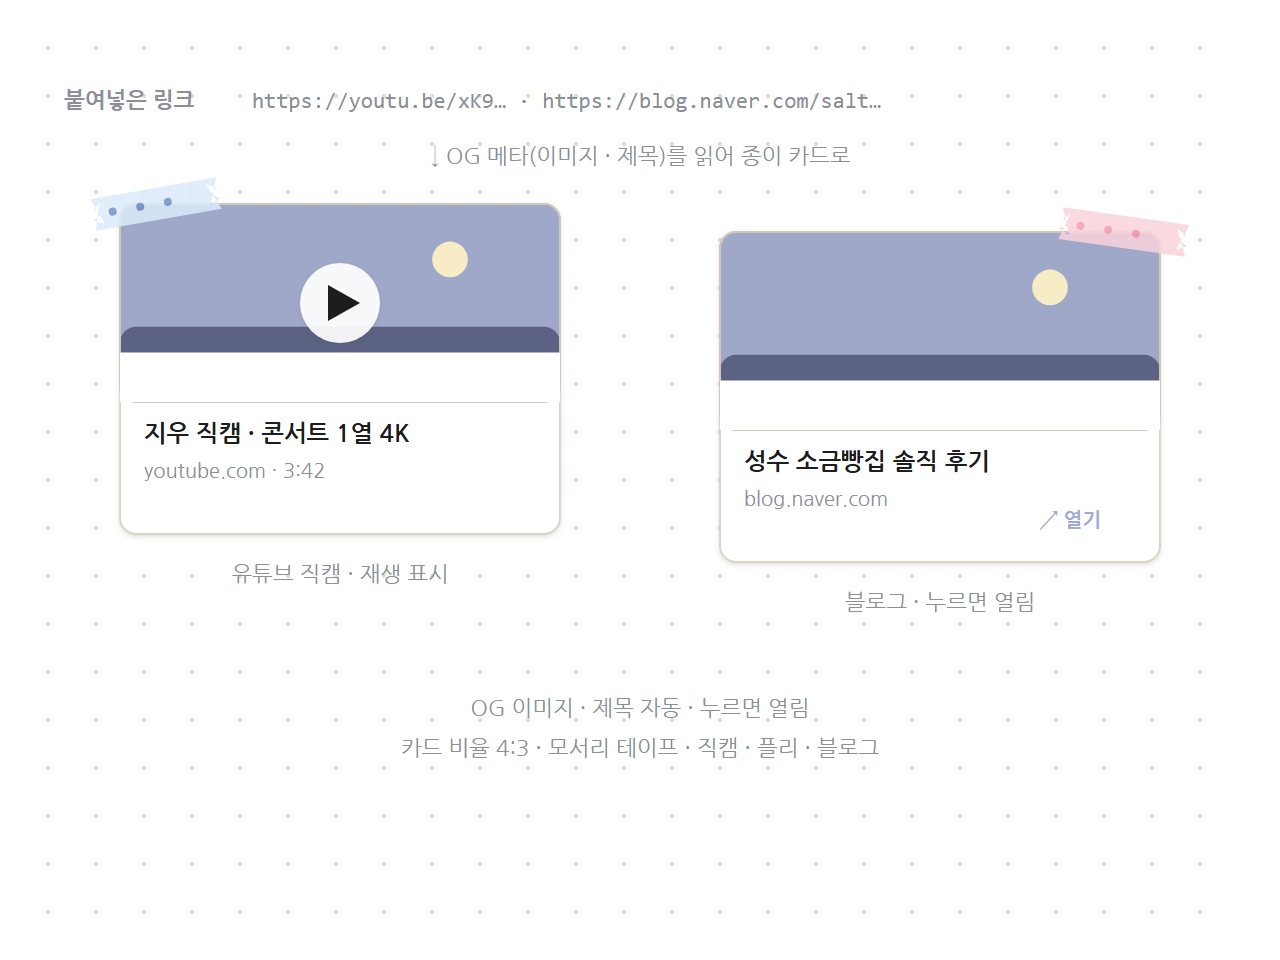 붙여넣은 링크 https://youtu.be/xK9… · https://blog.naver.com/salt…
↓ OG 메타(이미지 · 제목)를 읽어 종이 카드로
지우 직캠 · 콘서트 1열 4K
youtube.com · 3:42
유튜브 직캠 · 재생 표시
성수 소금빵집 솔직 후기
blog.naver.com
↗ 열기
블로그 · 누르면 열림
OG 이미지 · 제목 자동 · 누르면 열림
카드 비율 4:3 · 모서리 테이프 · 직캠 · 플리 · 블로그